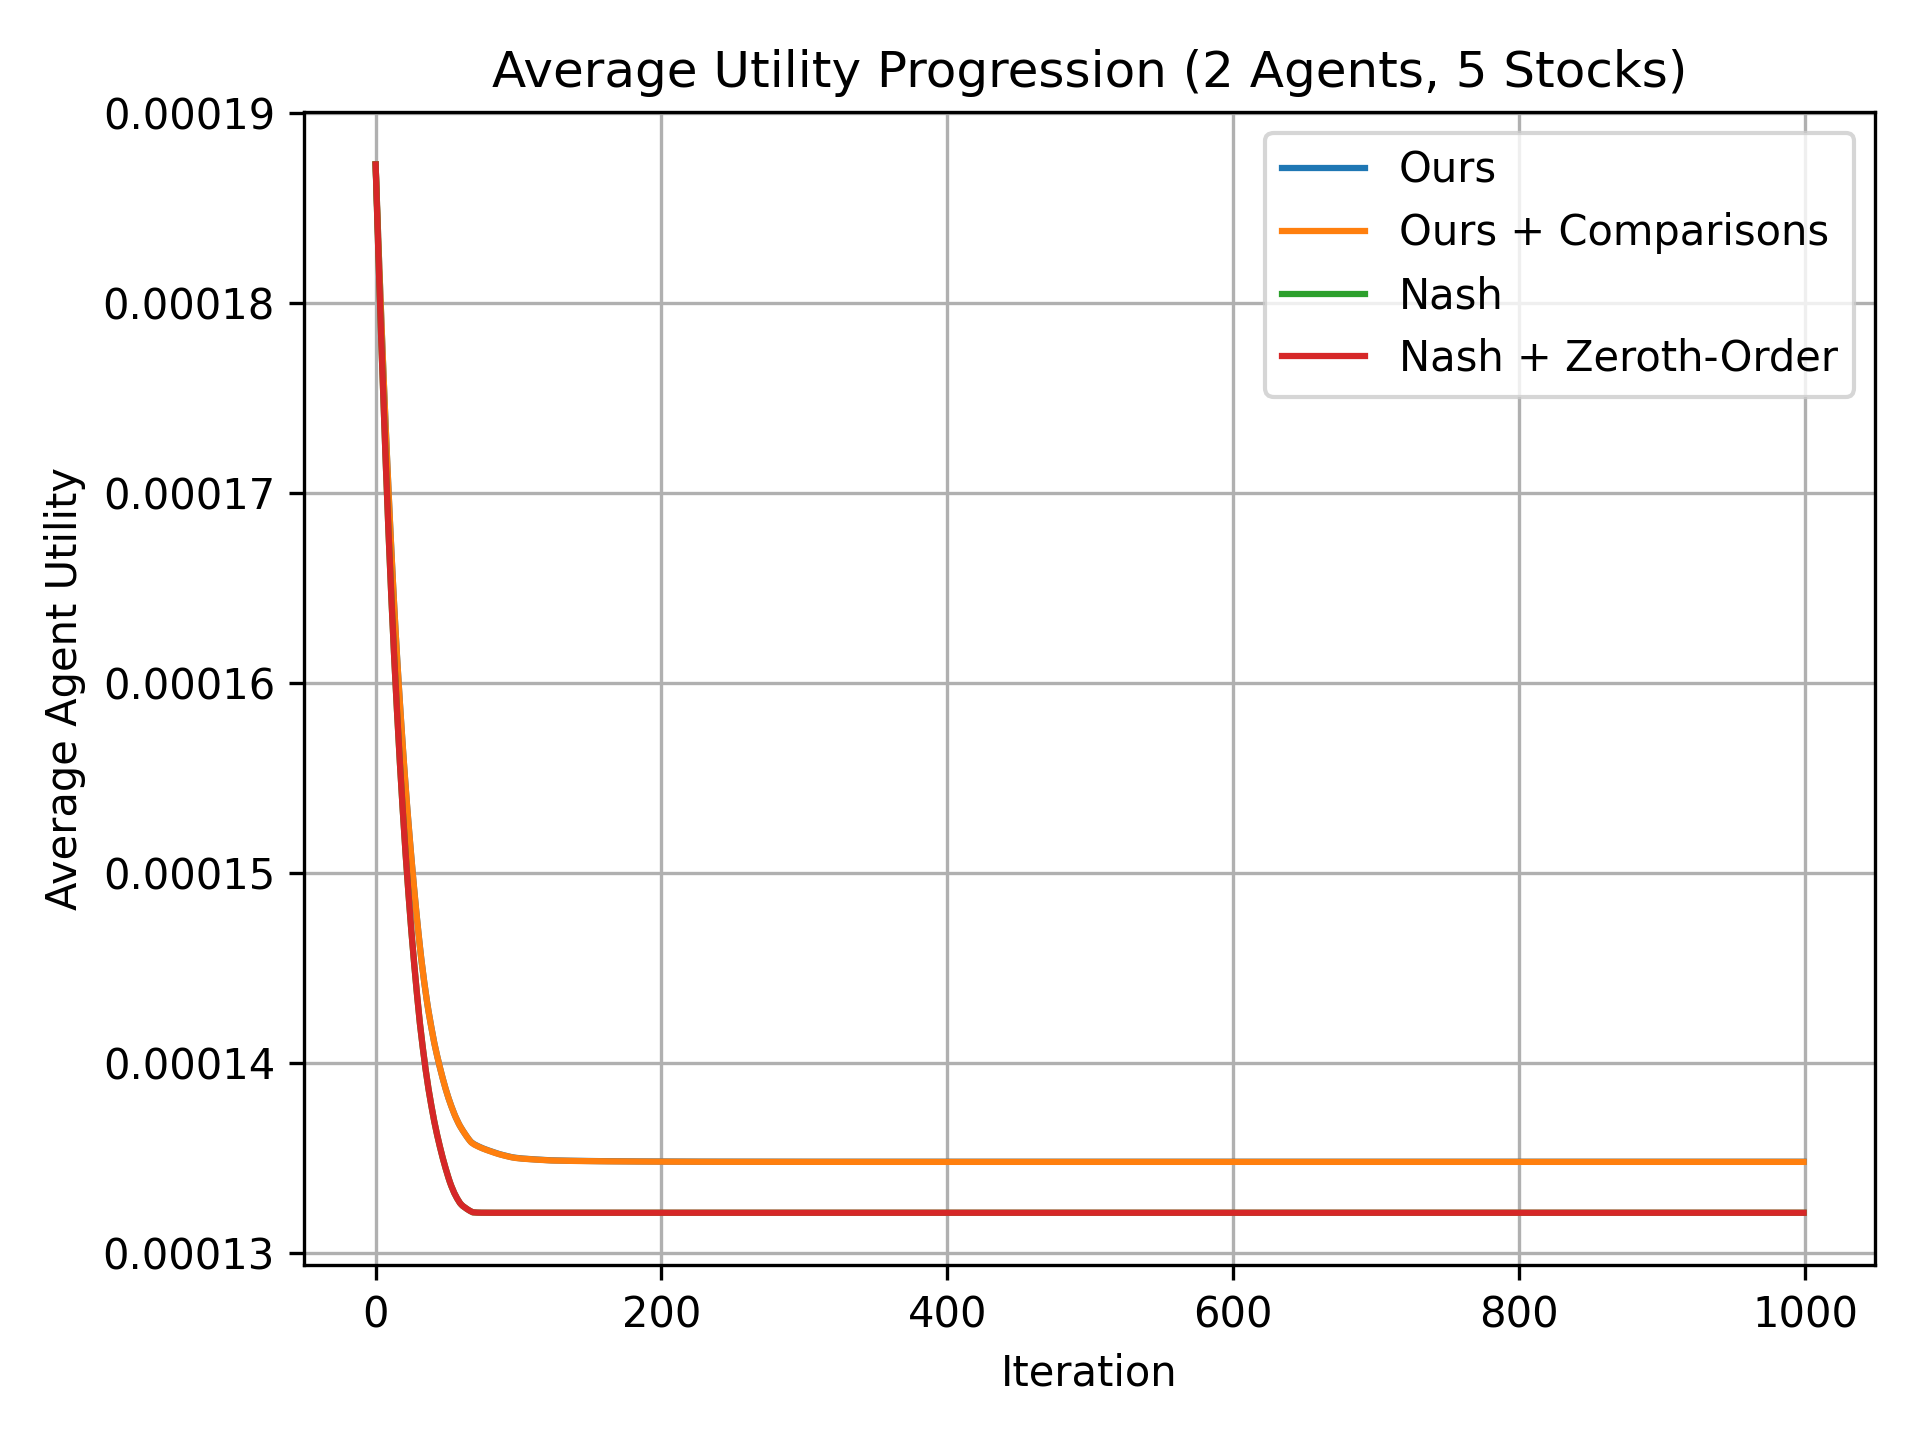 Average Utility Progression (2 Agents, 5 Stocks)
0.00019
0.00018
0.00017
0.00016
0.00015
0.00014
0.00013
Average Agent Utility
Ours
Ours + Comparisons
Nash
Nash + Zeroth-Order
0 200 400 600 800 1000
Iteration